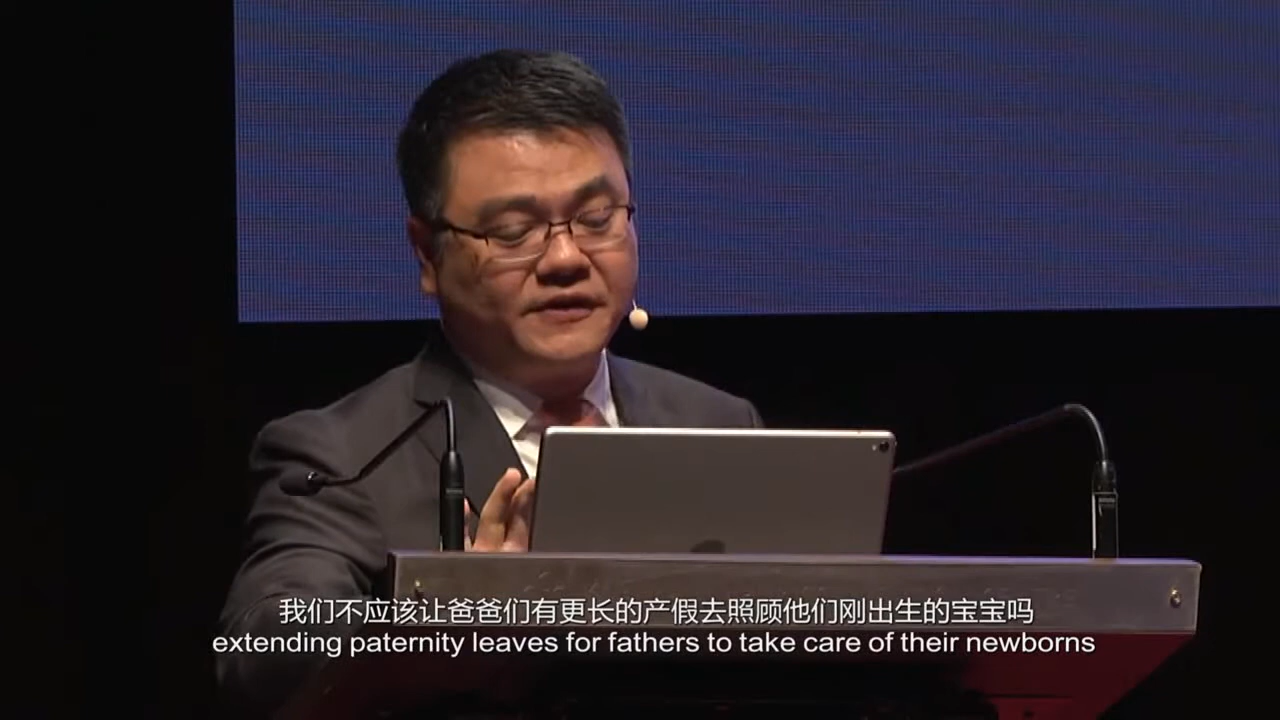 我们不应该让爸爸们有更长的产假去照顾他们刚出生的宝宝吗
extending paternity leaves for fathers to take care of their newborns